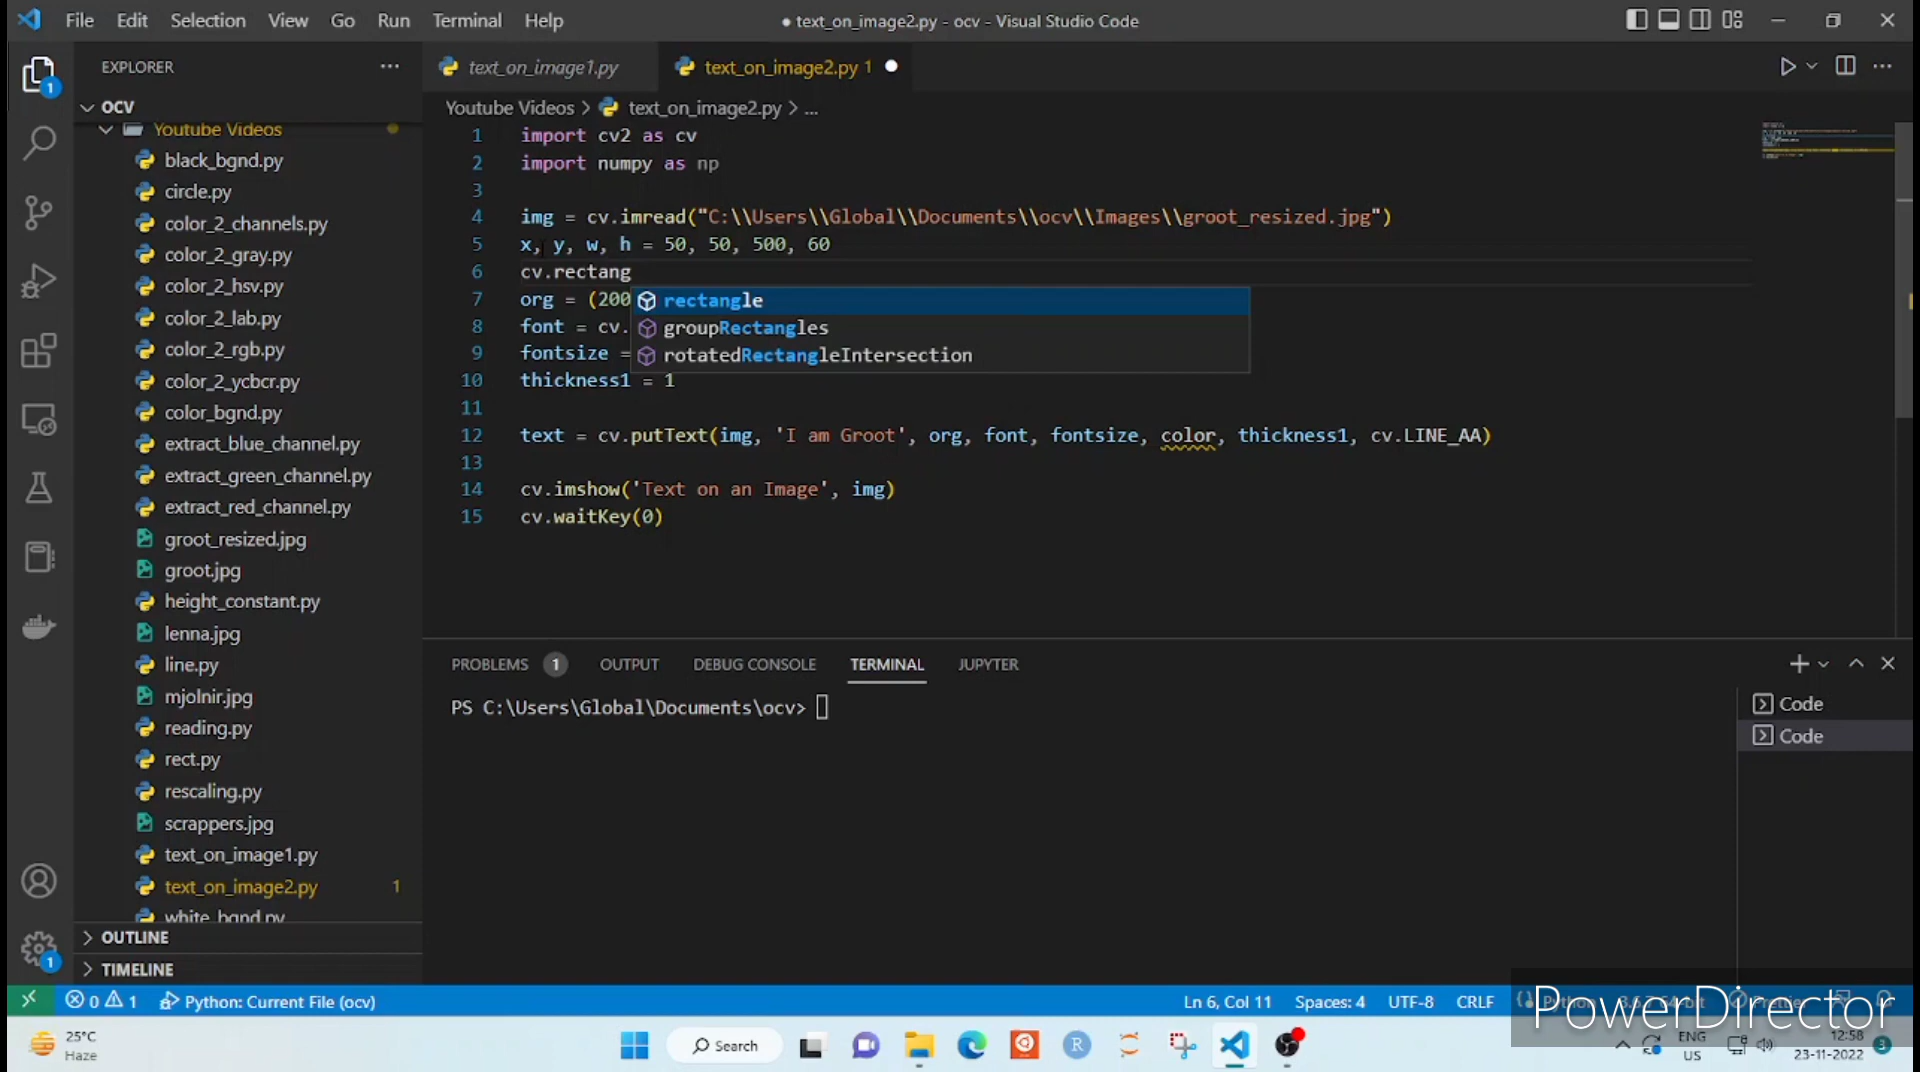 File Edit Selection View Go Run Terminal Help
● text_on_image2.py - ocv - Visual Studio Code
EXPLORER
OCV
Youtube Videos
black_bgnd.py
circle.py
color_2_channels.py
color_2_gray.py
color_2_hsv.py
color_2_lab.py
color_2_rgb.py
color_2_ycbcr.py
color_bgnd.py
extract_blue_channel.py
extract_green_channel.py
extract_red_channel.py
groot_resized.jpg
groot.jpg
height_constant.py
lenna.jpg
line.py
mjolnir.jpg
reading.py
rect.py
rescaling.py
scrappers.jpg
text_on_image1.py
text_on_image2.py 1
white_bgnd.py
OUTLINE
TIMELINE
1
1
text_on_image1.py
text_on_image2.py 1
Youtube Videos > text_on_image2.py > ...
1 import cv2 as cv
2 import numpy as np
3
4 img = cv.imread("C:\\Users\\Global\\Documents\\ocv\\Images\\groot_resized.jpg")
5 x, y, w, h = 50, 50, 500, 60
6 cv.rectang
7 org = (200
8 font = cv.
9 fontsize =
10 thickness1 = 1
11
12 text = cv.putText(img, 'I am Groot', org, font, fontsize, color, thickness1, cv.LINE_AA)
13
14 cv.imshow('Text on an Image', img)
15 cv.waitKey(0)
rectangle
groupRectangles
rotatedRectangleIntersection
PROBLEMS 1 OUTPUT DEBUG CONSOLE TERMINAL JUPYTER
PS C:\Users\Global\Documents\ocv>
Code
Code
0 1 Python: Current File (ocv)
Ln 6, Col 11 Spaces: 4 UTF-8 CRLF
PowerDirector
25°C
Haze
Search
ENG
US
12:58
23-11-2022
3